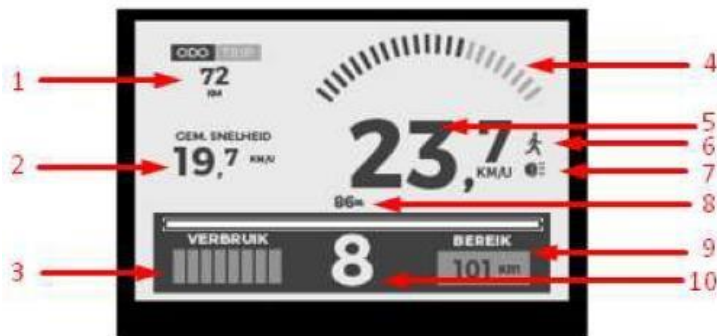 ODO TRIP
1
72
KM
4
5
GEM. SNELHEID
2
19,7 KM/U
23,7
KM/U
6
7
86%
8
VERBRUIK
8
BEREIK
9
3
101 KM
10